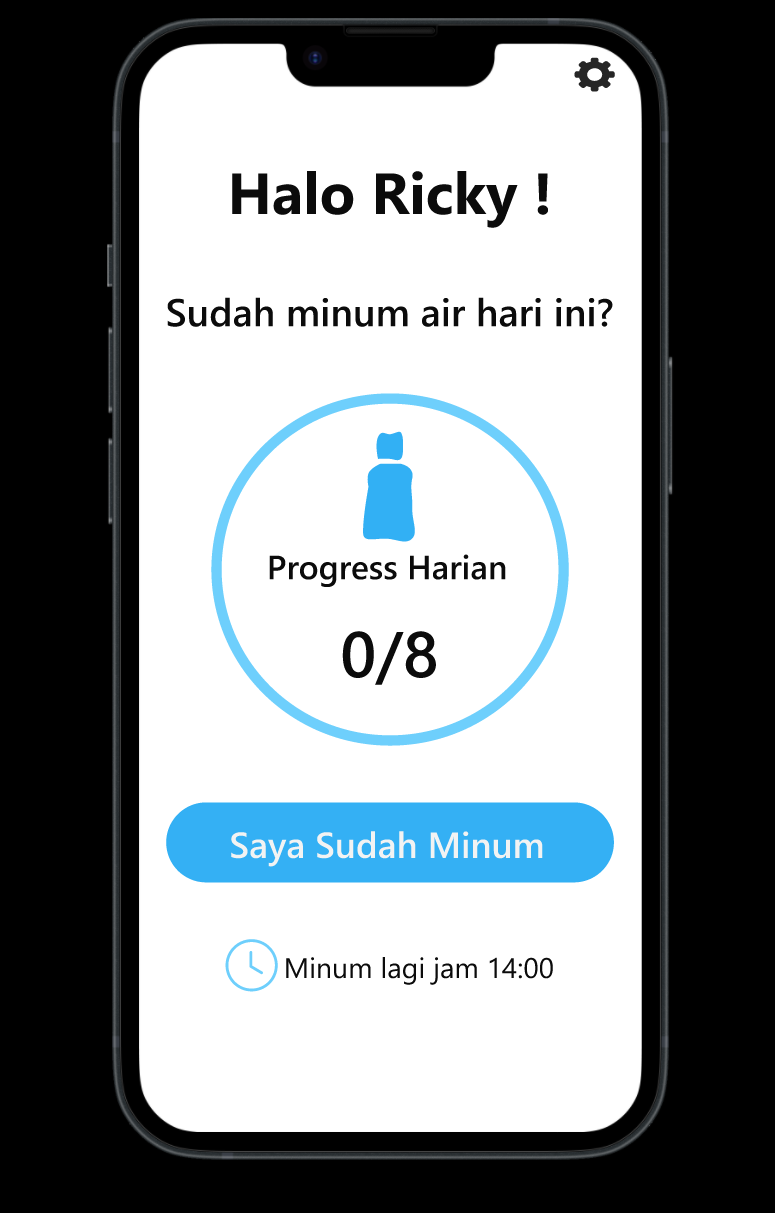 Halo Ricky !
Sudah minum air hari ini?
Progress Harian
0/8
Saya Sudah Minum
Minum lagi jam 14:00